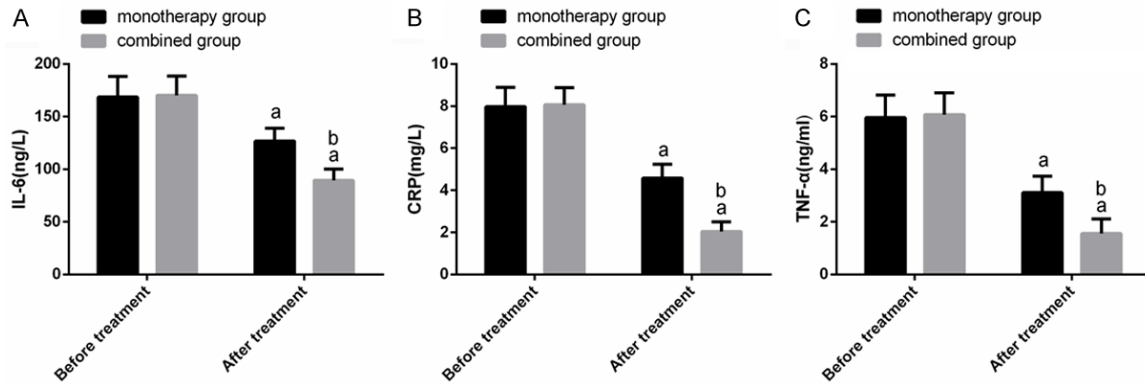 A
monotherapy group
combined group
IL-6(ng/L)
200
150
100
50
0
a
b
a
Before treatment
After treatment
B
monotherapy group
combined group
CRP(mg/L)
10
8
6
4
2
0
a
b
a
Before treatment
After treatment
C
monotherapy group
combined group
TNF-α(ng/ml)
8
6
4
2
0
a
b
a
Before treatment
After treatment